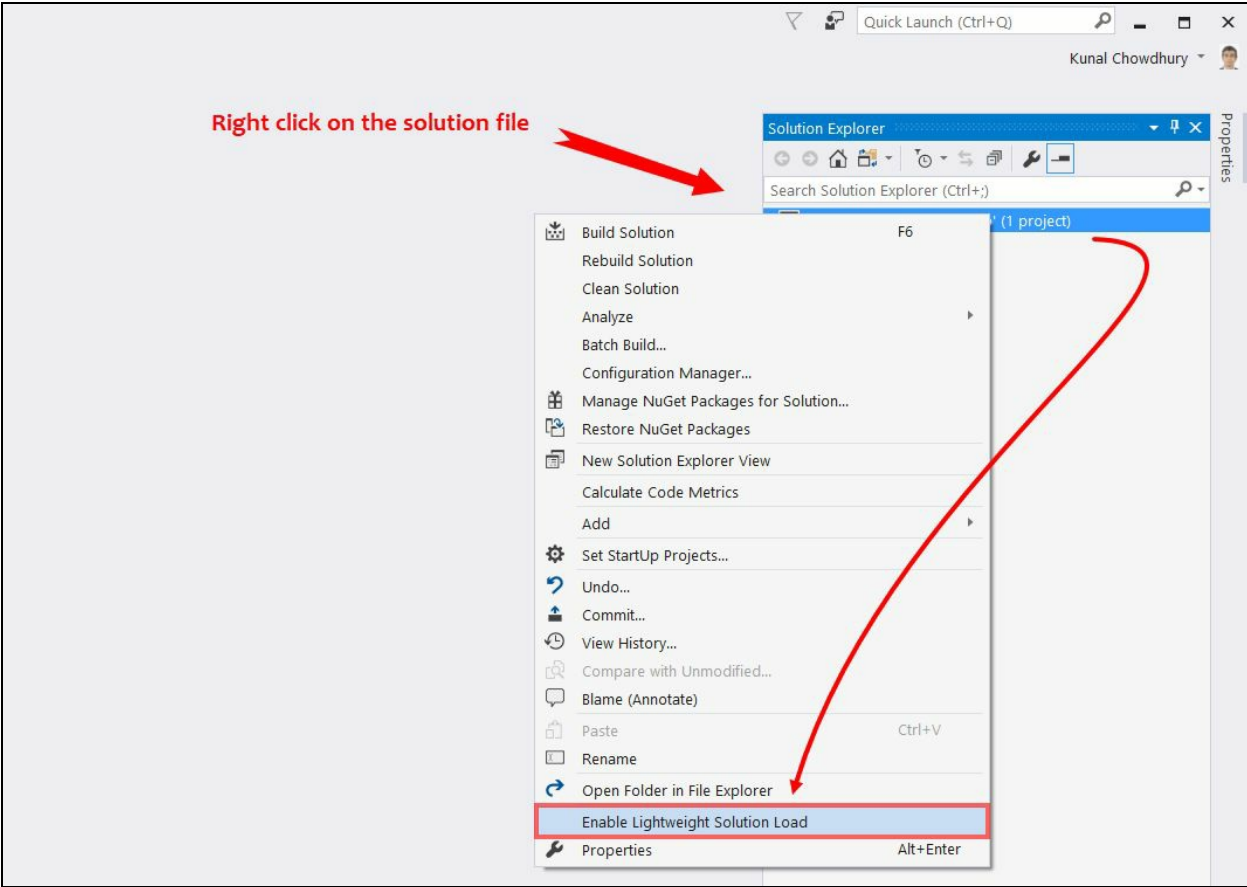 Quick Launch (Ctrl+Q)
Kunal Chowdhury
Right click on the solution file
Solution Explorer
Properties
Search Solution Explorer (Ctrl+;)
' (1 project)
Build Solution F6
Rebuild Solution
Clean Solution
Analyze
Batch Build...
Configuration Manager...
Manage NuGet Packages for Solution...
Restore NuGet Packages
New Solution Explorer View
Calculate Code Metrics
Add
Set StartUp Projects...
Undo...
Commit...
View History...
Compare with Unmodified...
Blame (Annotate)
Paste Ctrl+V
Rename
Open Folder in File Explorer
Enable Lightweight Solution Load
Properties Alt+Enter